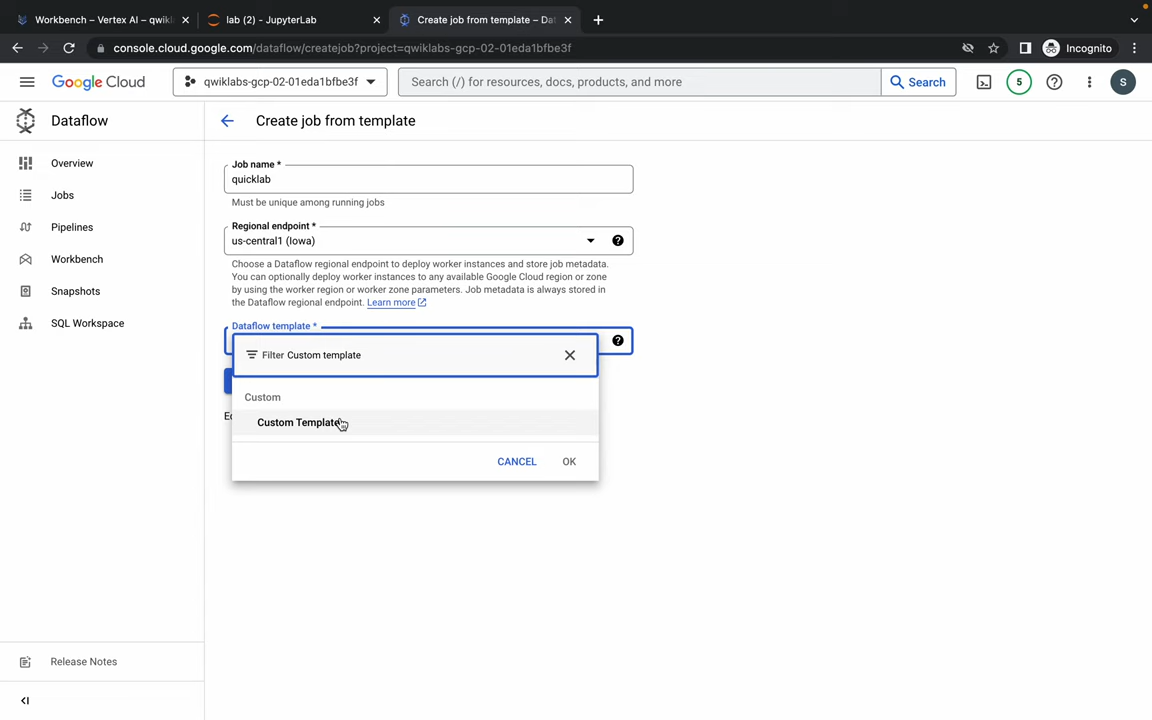 Workbench – Vertex AI – qwikl
lab (2) - JupyterLab
Create job from template – Dat
console.cloud.google.com/dataflow/createjob?project=qwiklabs-gcp-02-01eda1bfbe3f
Incognito
Google Cloud
qwiklabs-gcp-02-01eda1bfbe3f
Search (/) for resources, docs, products, and more
Search
5
S
Dataflow
Create job from template
Overview
Jobs
Pipelines
Workbench
Snapshots
SQL Workspace
Release Notes
Job name *
quicklab
Must be unique among running jobs
Regional endpoint *
us-central1 (Iowa)
Choose a Dataflow regional endpoint to deploy worker instances and store job metadata.
You can optionally deploy worker instances to any available Google Cloud region or zone
by using the worker region or worker zone parameters. Job metadata is always stored in
the Dataflow regional endpoint. Learn more
Dataflow template *
Filter Custom template
Custom
Custom Template
CANCEL
OK